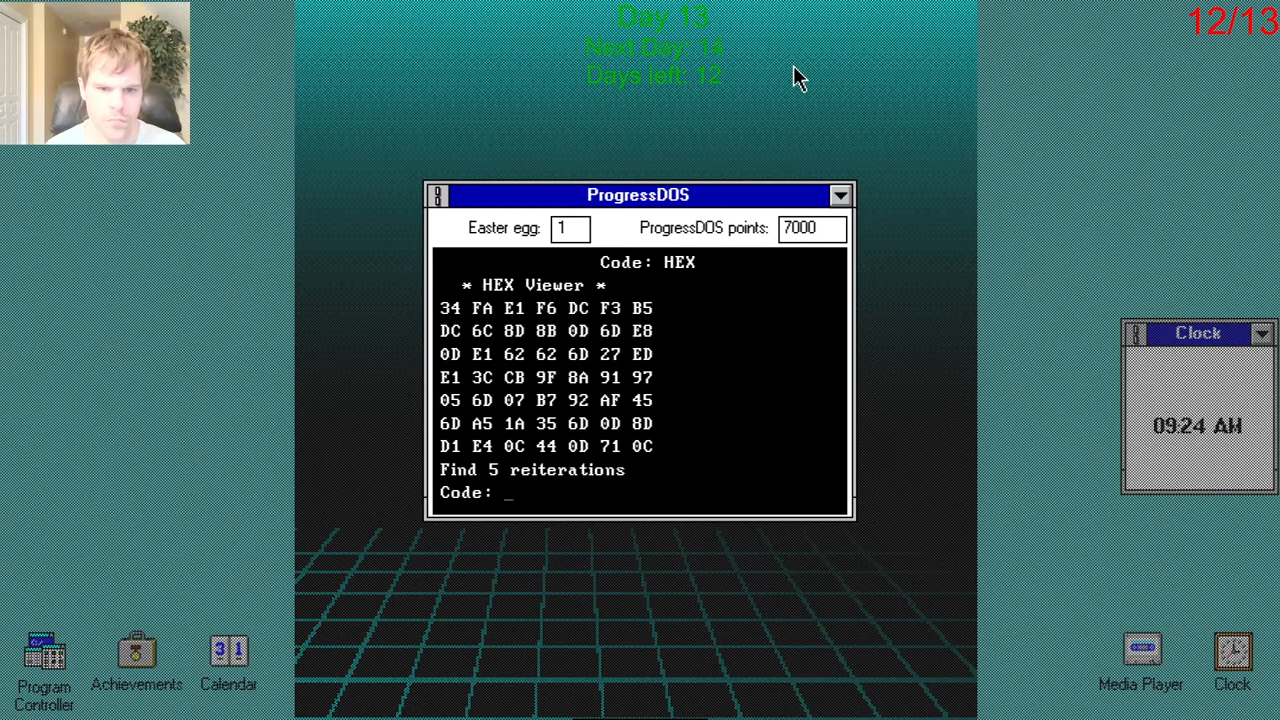 Day 13
Next Day: 14
Days left: 12
12/13
ProgressDOS
Easter egg: 1 ProgressDOS points: 7000
Code: HEX
* HEX Viewer *
34 FA E1 F6 DC F3 B5
DC 6C 8D 8B 0D 6D E8
0D E1 62 62 6D 27 ED
E1 3C CB 9F 8A 91 97
05 6D 07 B7 92 AF 45
6D A5 1A 35 6D 0D 8D
D1 E4 0C 44 0D 71 0C
Find 5 reiterations
Code: _
Clock
09:24 AM
Program
Controller
Achievements
3 1
Calendar
Media Player
Clock